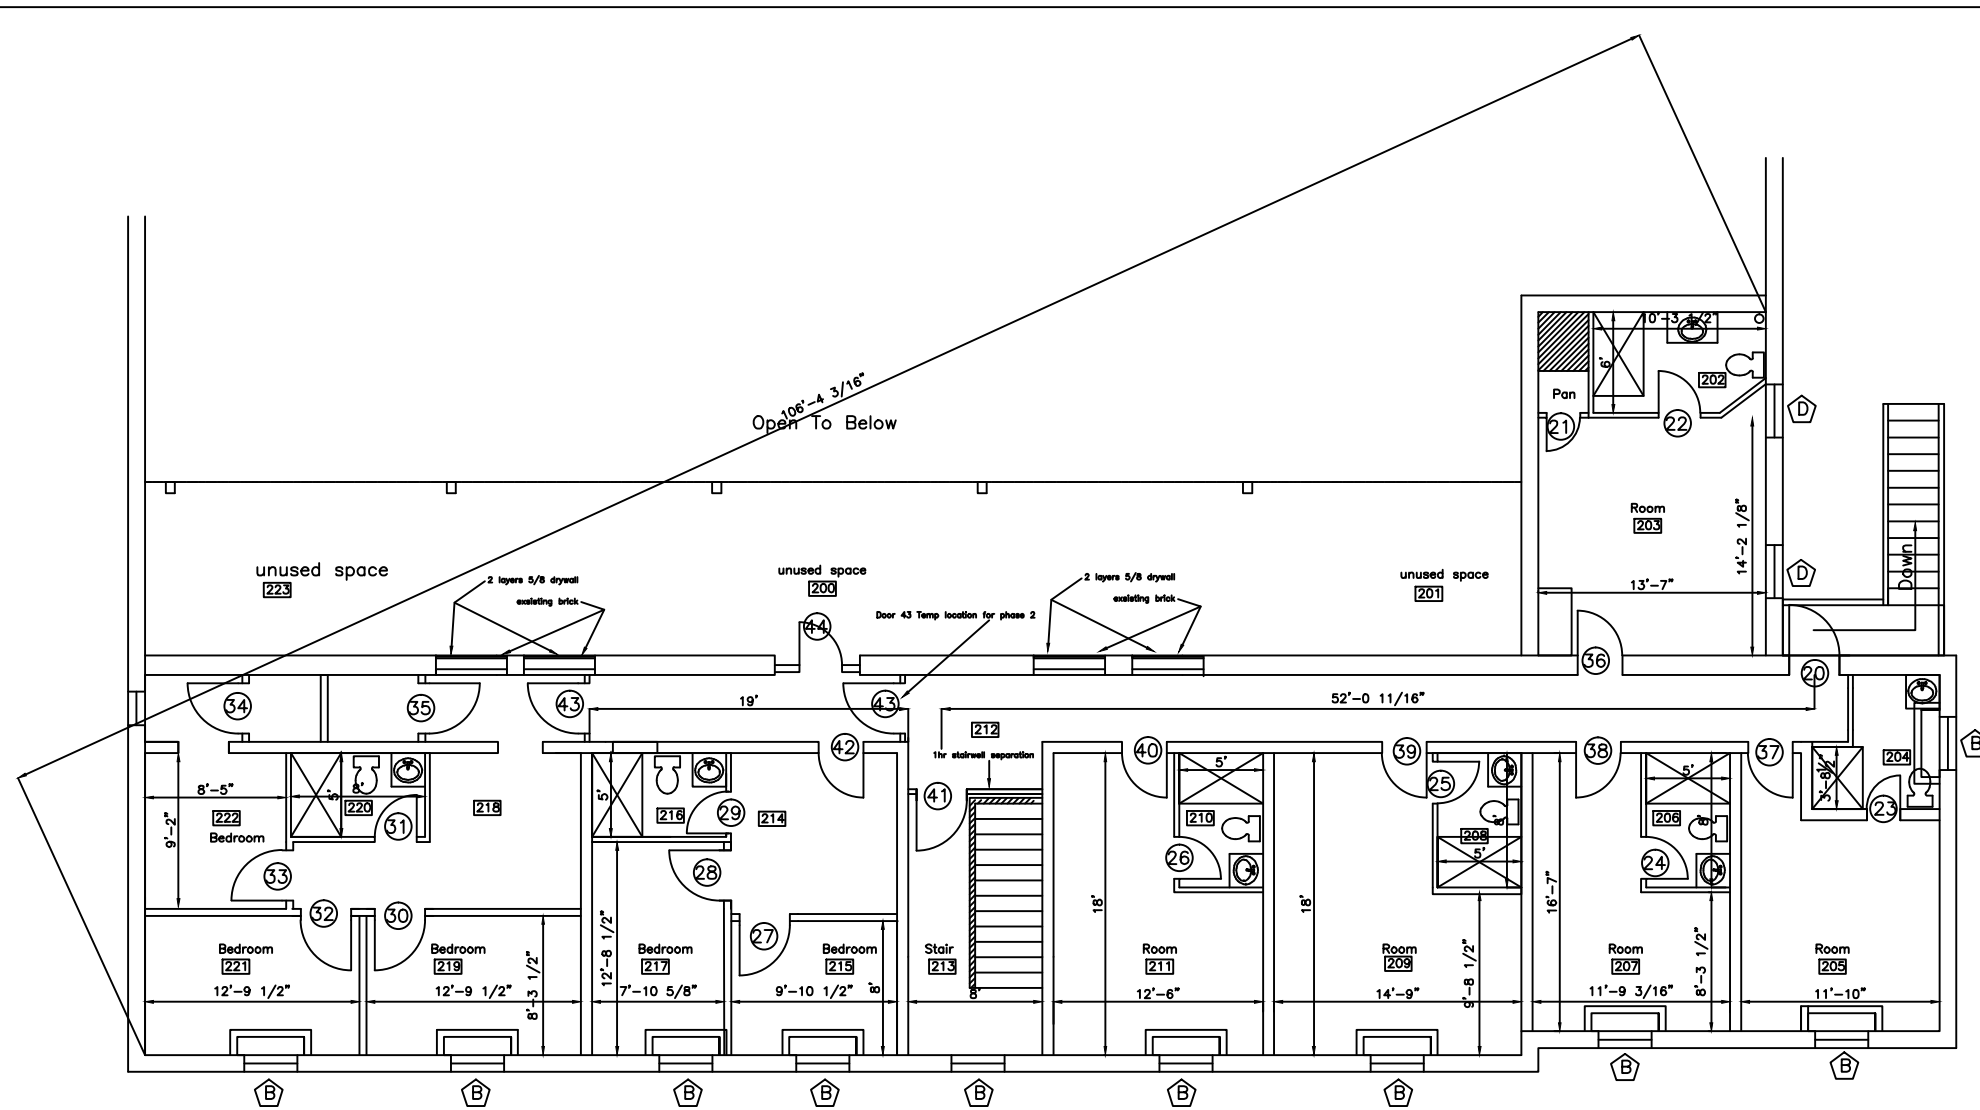 10'-3 1/2"
6'
202
Pan
106'-4 3/16"
Open To Below
D
21
22
Room
203
14'-2 1/8"
Down
unused space
223
unused space
200
unused space
201
D
13'-7"
2 layers 5/8 drywall
exsisting brick
2 layers 5/8 drywall
exsisting brick
Door 43 Temp location for phase 2
44
36
20
34
35
43
19'
43
52'-0 11/16"
212
1hr stairwell separation
42
40
39
38
37
204
B
8'-5"
5'
8'
220
218
5'
216
29
214
41
5'
210
25
208
8'
5'
5'
206
8'
3'-8 1/2"
23
222
Bedroom
9'-2"
31
33
28
26
24
32
30
27
18'
18'
16'-7"
Bedroom
221
Bedroom
219
Bedroom
217
Bedroom
215
Stair
213
Room
211
Room
209
Room
207
Room
205
12'-9 1/2"
12'-9 1/2"
8'-3 1/2"
12'-8 1/2"
7'-10 5/8"
9'-10 1/2"
8'
8'
12'-6"
14'-9"
9'-8 1/2"
11'-9 3/16"
8'-3 1/2"
11'-10"
B
B
B
B
B
B
B
B
B